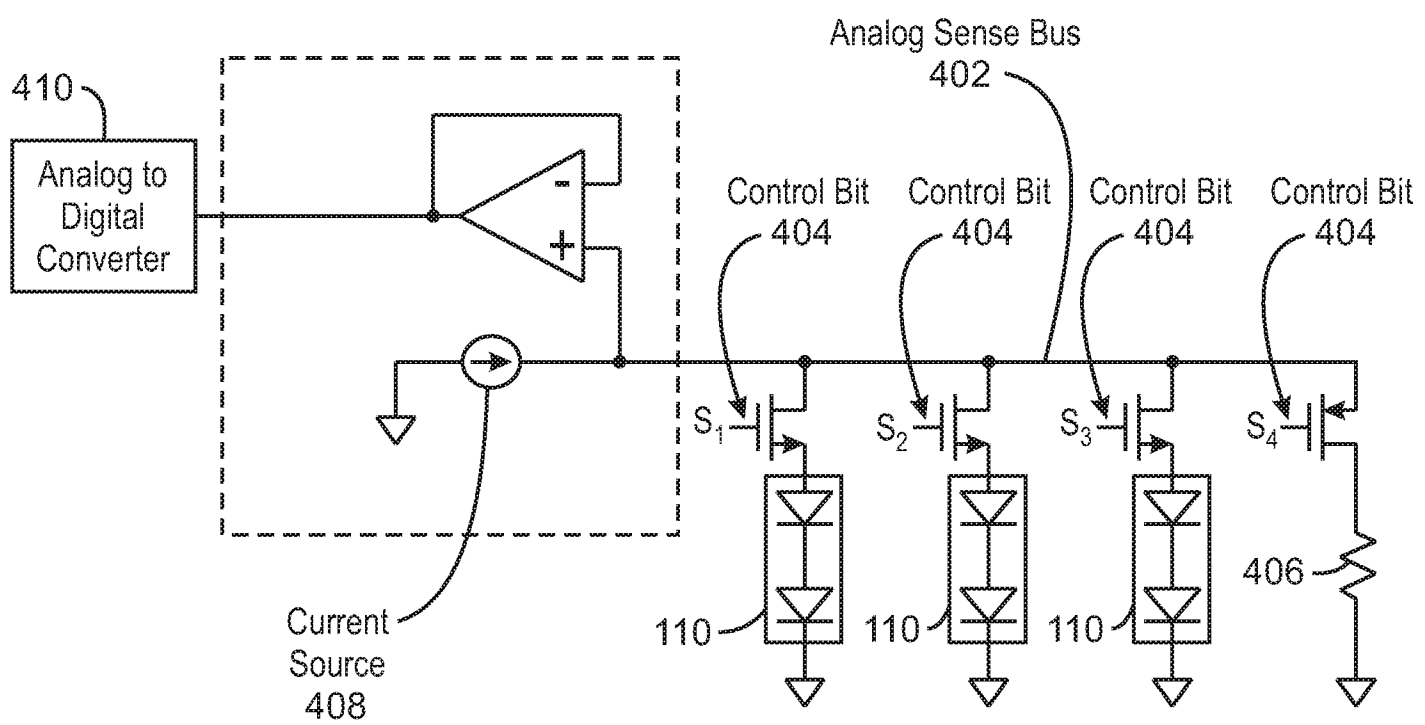 Analog Sense Bus
402
410
Analog to
Digital
Converter
-
+
Control Bit
404
Control Bit
404
Control Bit
404
Control Bit
404
S1
S2
S3
S4
406
110
110
110
Current
Source
408